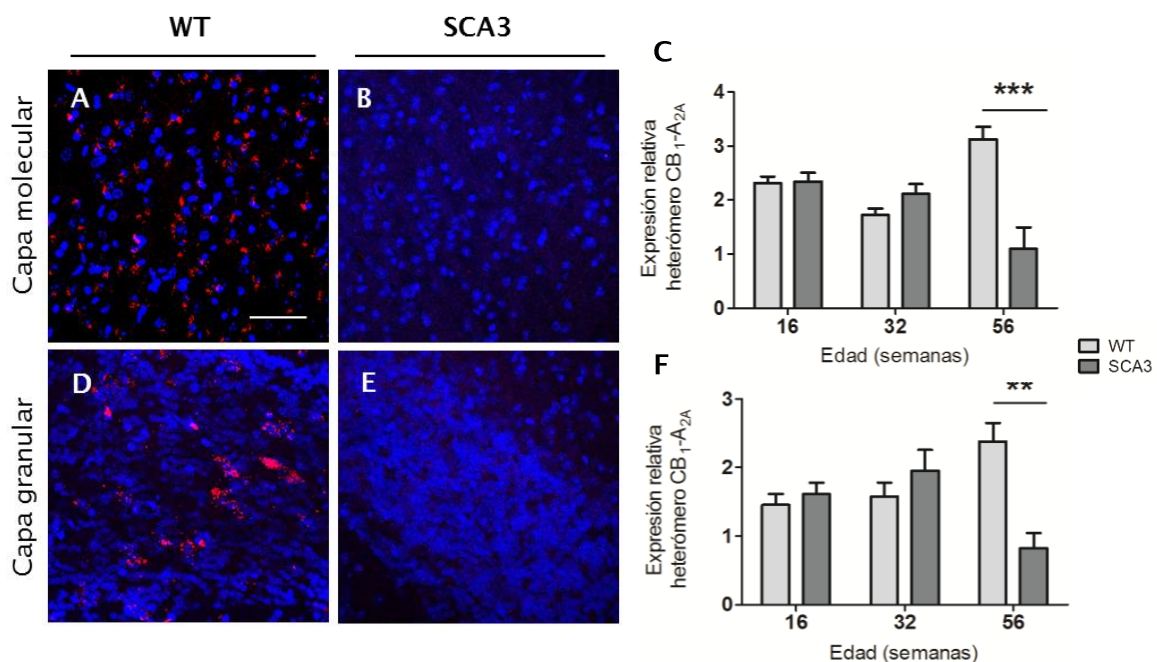 WT
SCA3
Capa molecular
A
B
Capa granular
D
E
C
Expresión relativa
heterómero CB1-A2A
4
3
2
1
0
***
16
32
56
Edad (semanas)
WT
SCA3
F
Expresión relativa
heterómero CB1-A2A
3
2
1
0
**
16
32
56
Edad (semanas)